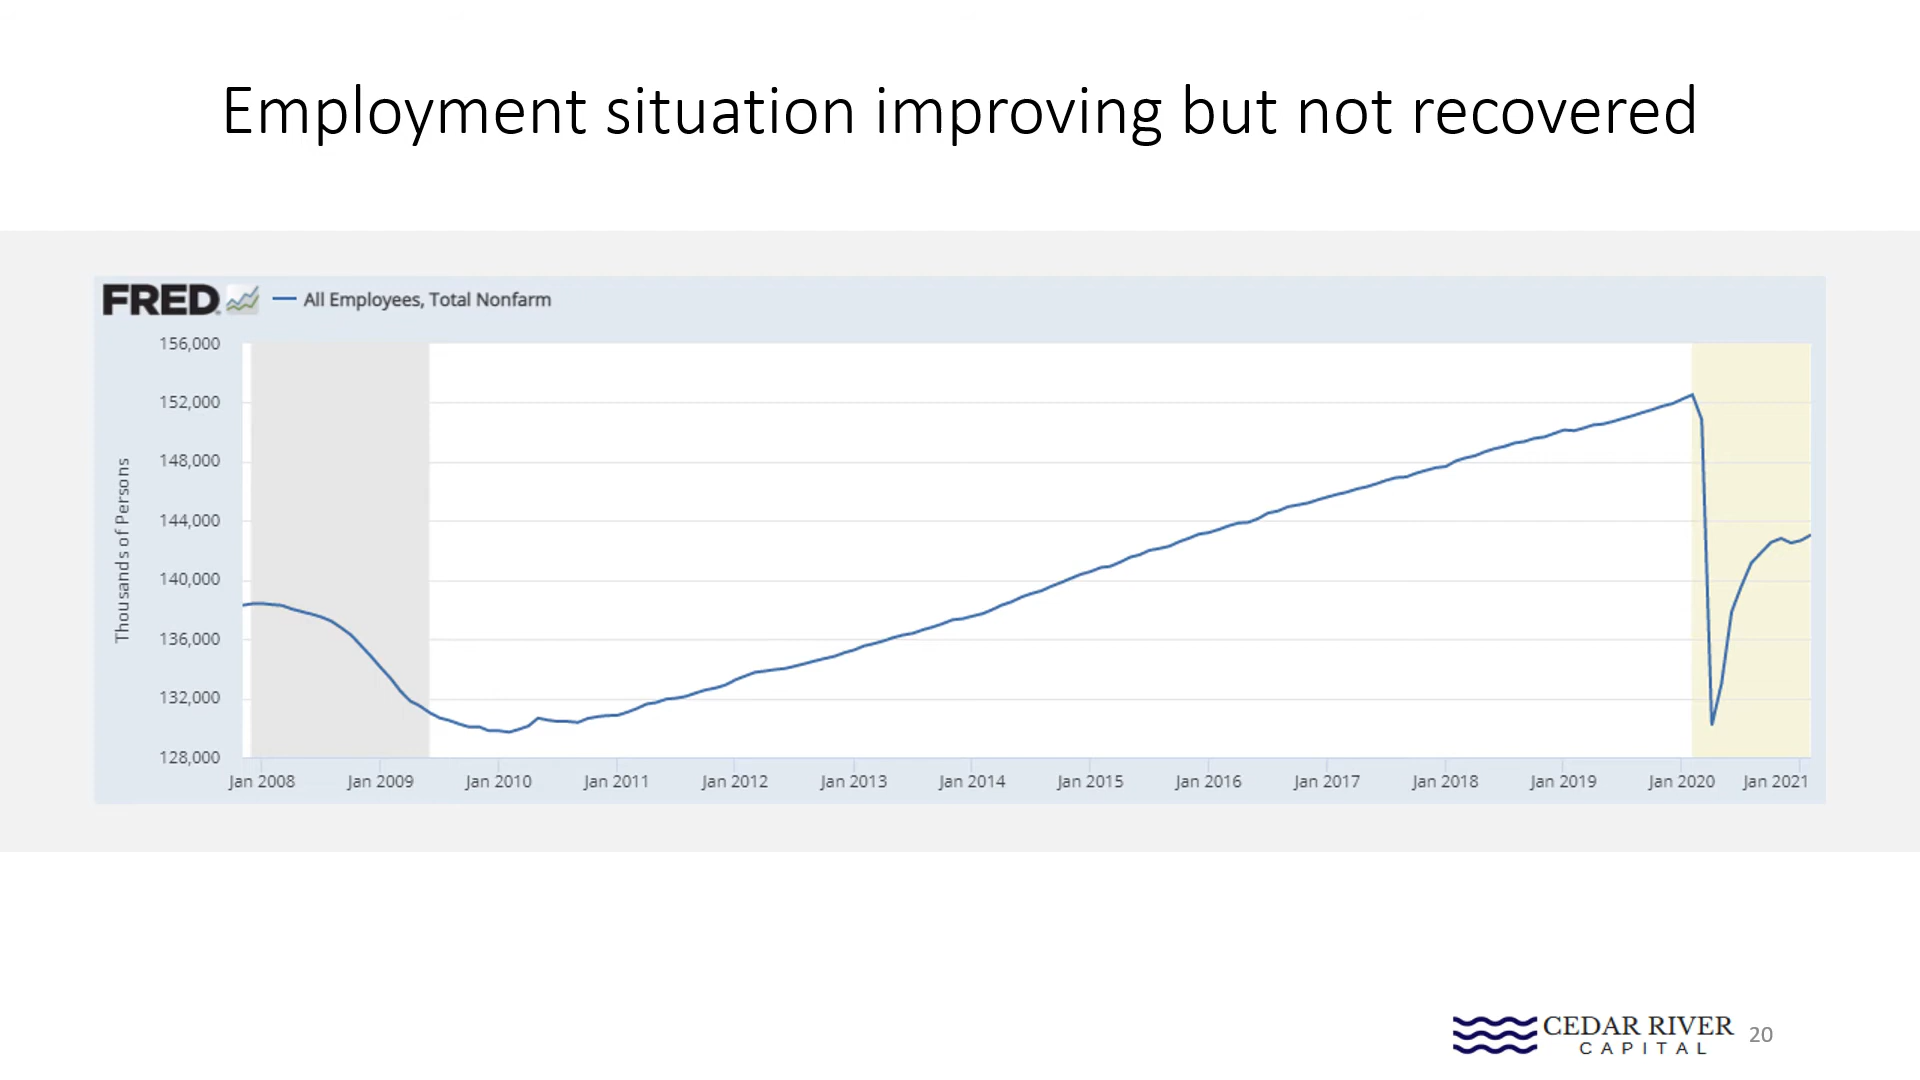 Employment situation improving but not recovered
FRED
All Employees, Total Nonfarm
Thousands of Persons
156,000
152,000
148,000
144,000
140,000
136,000
132,000
128,000
Jan 2008 Jan 2009 Jan 2010 Jan 2011 Jan 2012 Jan 2013 Jan 2014 Jan 2015 Jan 2016 Jan 2017 Jan 2018 Jan 2019 Jan 2020 Jan 2021
CEDAR RIVER
CAPITAL
20